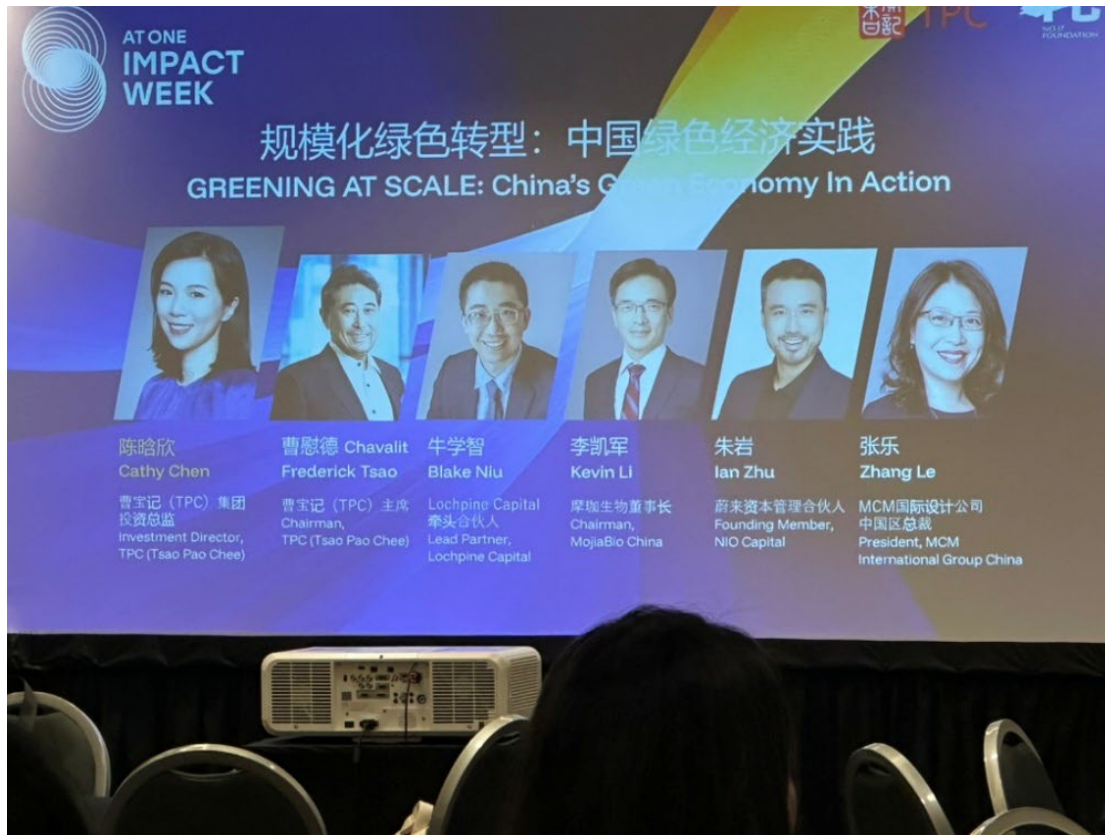 AT ONE
IMPACT
WEEK
TPC
FOUNDATION
规模化绿色转型：中国绿色经济实践
GREENING AT SCALE: China's Green Economy In Action
陈晗欣
Cathy Chen
曹宝记（TPC）集团
投资总监
Investment Director,
TPC (Tsao Pao Chee)
曹慰德 Chavalit
Frederick Tsao
曹宝记（TPC）主席
Chairman,
TPC (Tsao Pao Chee)
牛学智
Blake Niu
Lochpine Capital
牵头合伙人
Lead Partner,
Lochpine Capital
李凯军
Kevin Li
摩珈生物董事长
Chairman,
MojiaBio China
朱岩
Ian Zhu
蔚来资本管理合伙人
Founding Member,
NIO Capital
张乐
Zhang Le
MCM国际设计公司
中国区总裁
President, MCM
International Group China